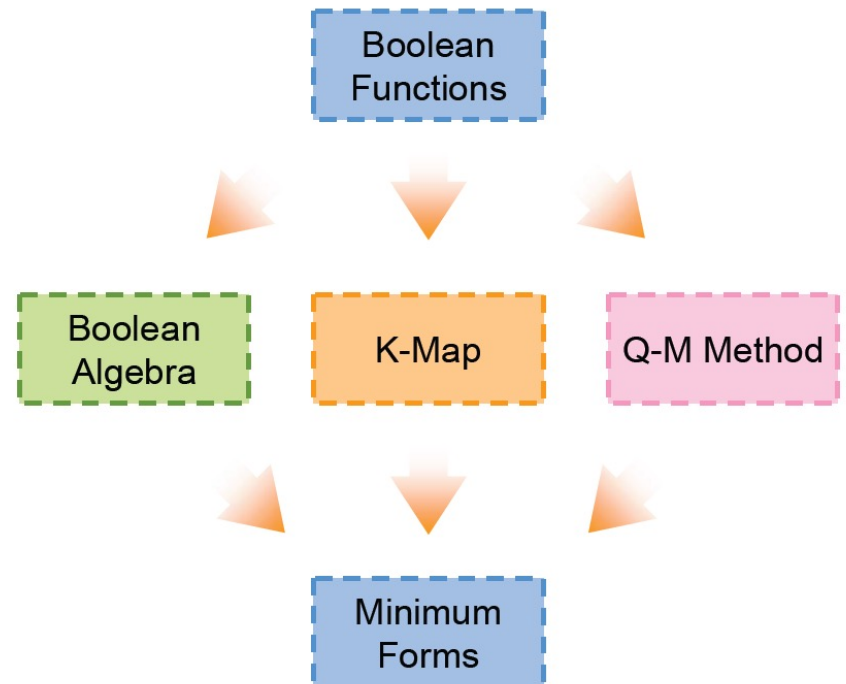 Boolean
Functions
Boolean
Algebra
K-Map
Q-M Method
Minimum
Forms